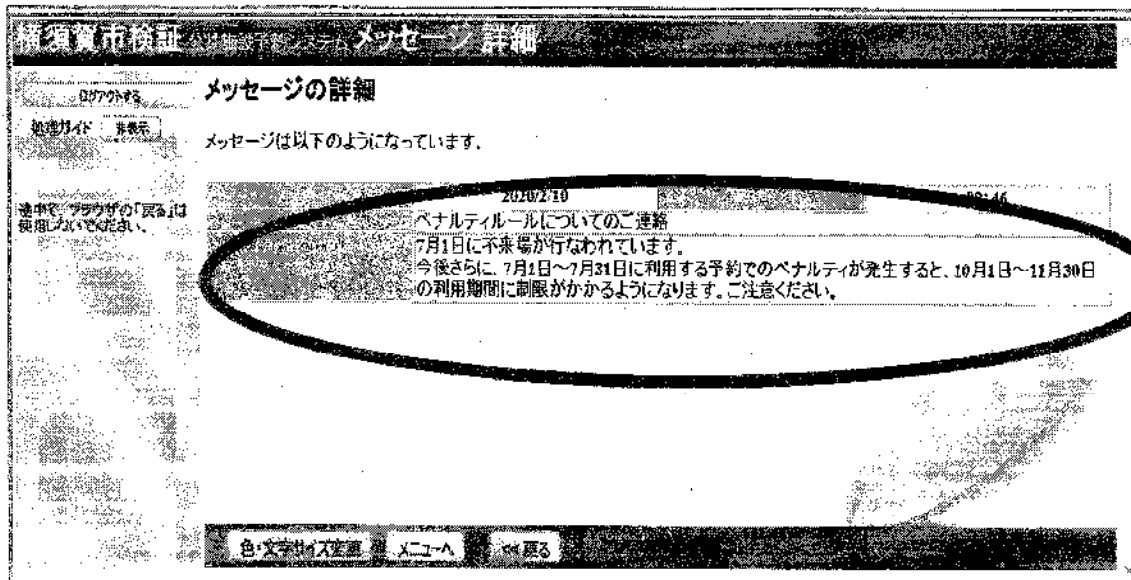 横須賀市検証 公共施設予約システム メッセージ 詳細
ログアウトする
メッセージの詳細
処理ガイド 非表示
メッセージは以下のようになっています。
途中で、ブラウザの「戻る」は
使用しないでください。
2020/2/10
ペナルティルールについてのご連絡
7月1日に不来場が行なわれています。
今後さらに、7月1日～7月31日に利用する予約でのペナルティが発生すると、10月1日～11月30日
の利用期間に制限がかかるようになります。ご注意ください。
色・文字サイズ変更 メニューへ <<戻る